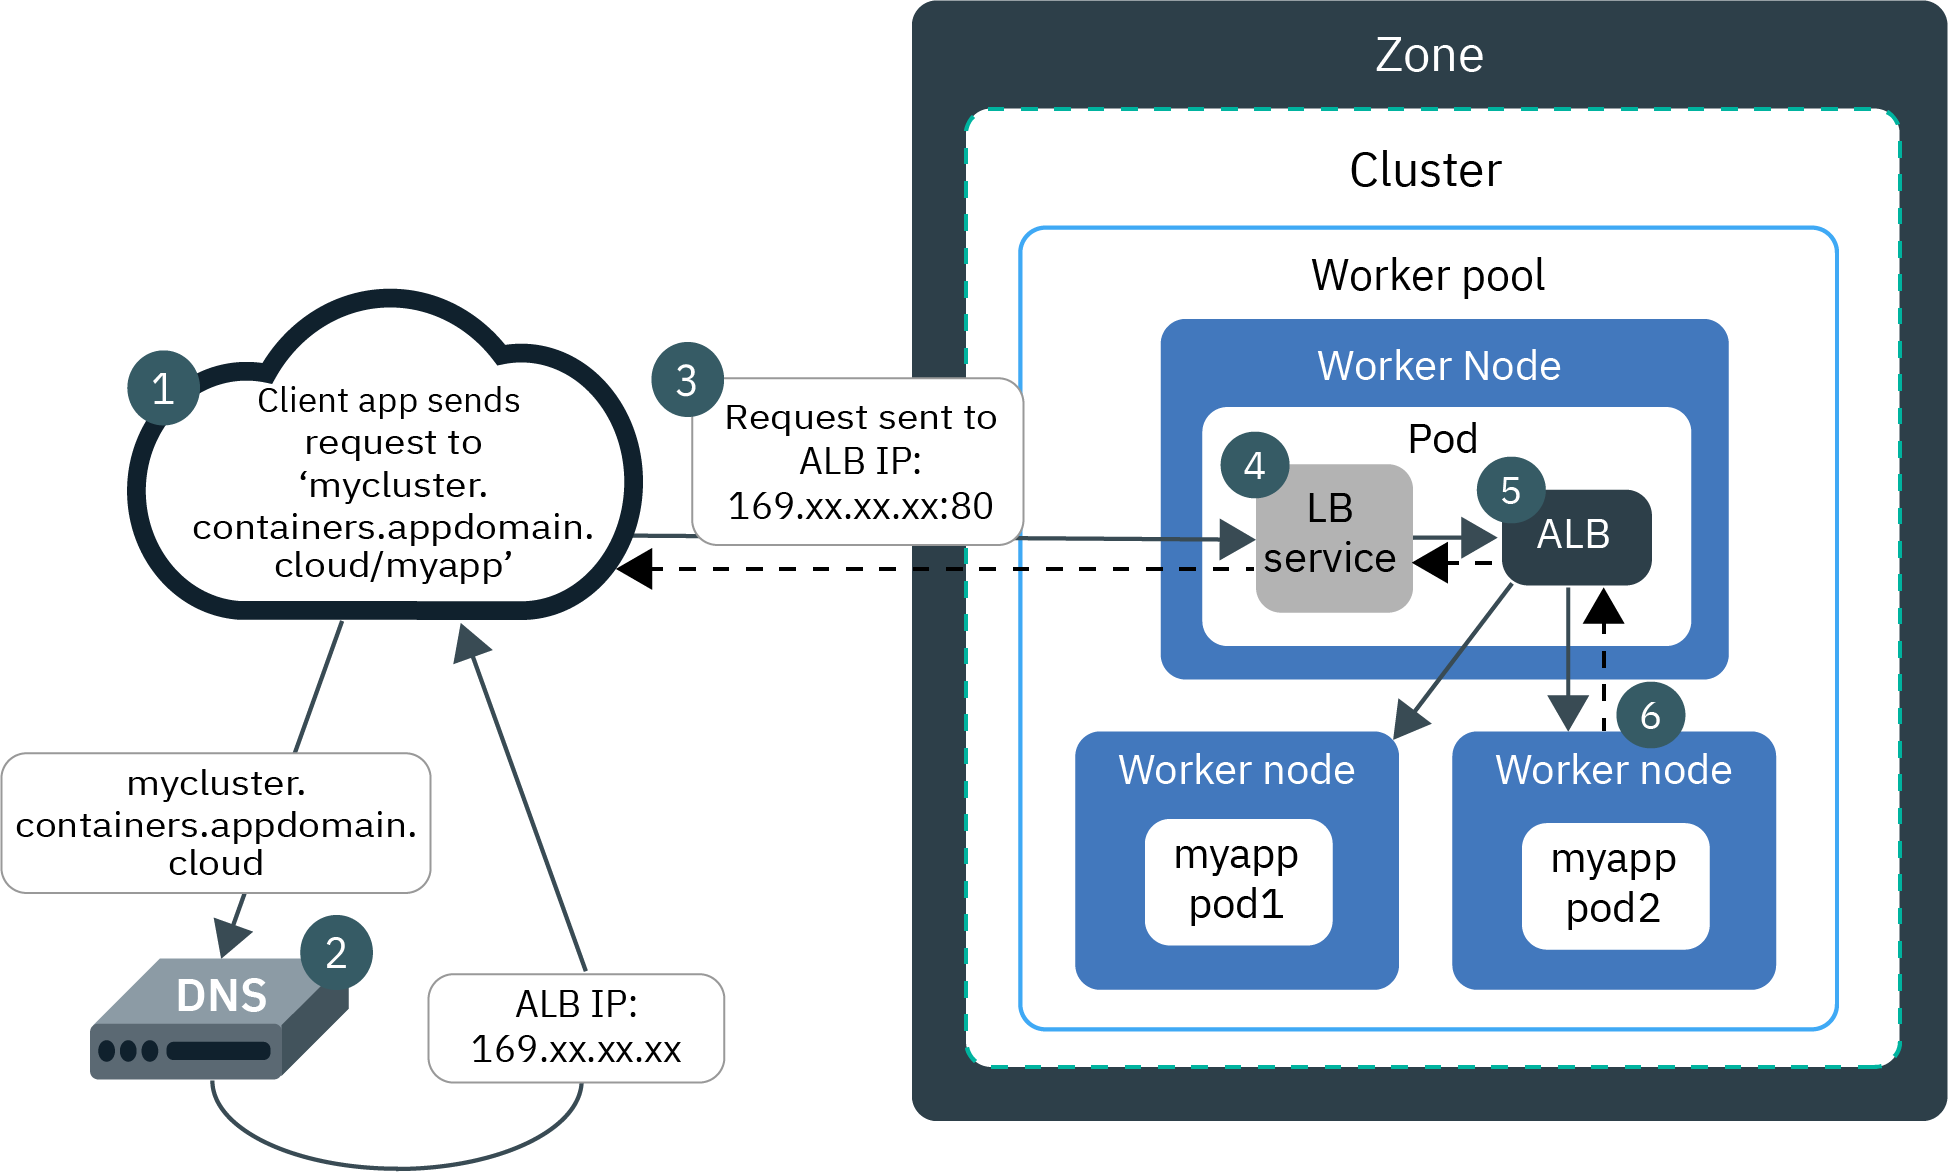 Zone
Cluster
Worker pool
Worker Node
Pod
1
Client app sends
request to
‘mycluster.
containers.appdomain.
cloud/myapp’
3
Request sent to
ALB IP:
169.xx.xx.xx:80
4
LB
service
5
ALB
6
Worker node
myapp
pod1
Worker node
myapp
pod2
mycluster.
containers.appdomain.
cloud
2
DNS
ALB IP:
169.xx.xx.xx